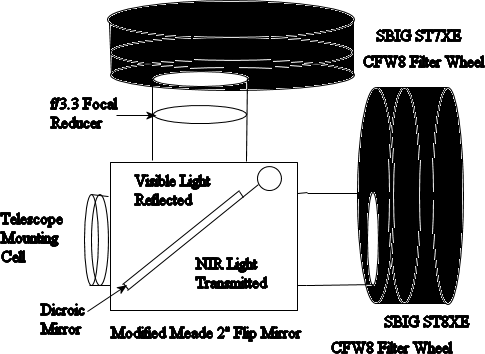 SBIG ST7XE
CFW8 Filter Wheel
f/3.3 Focal
Reducer
Visible Light
Reflected
Telescope
Mounting
Cell
NIR Light
Transmitted
Dicroic
Mirror
Modified Meade 2" Flip Mirror
SBIG ST8XE
CFW8 Filter Wheel